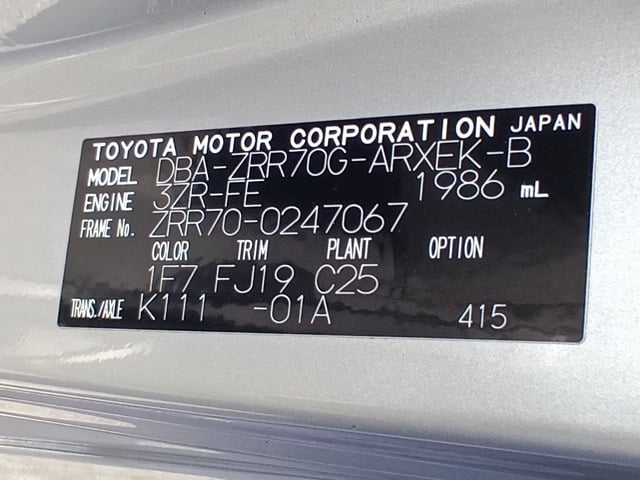 TOYOTA MOTOR CORPORATION JAPAN
MODEL DBA-ZRR70G-ARXEK-B
ENGINE 3ZR-FE 1986 mL
FRAME No. ZRR70-0247067
COLOR TRIM PLANT OPTION
1F7 FJ19 C25
TRANS./AXLE K111 -01A 415